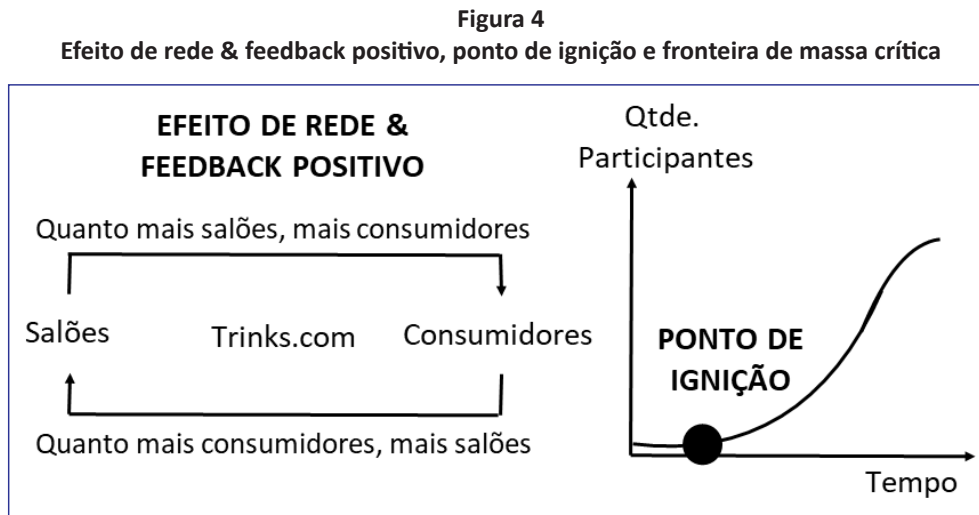 Figura 4
Efeito de rede & feedback positivo, ponto de ignição e fronteira de massa crítica
EFEITO DE REDE &
FEEDBACK POSITIVO
Quanto mais salões, mais consumidores
Salões
Trinks.com
Consumidores
Quanto mais consumidores, mais salões
Qtde.
Participantes
PONTO DE
IGNIÇÃO
Tempo